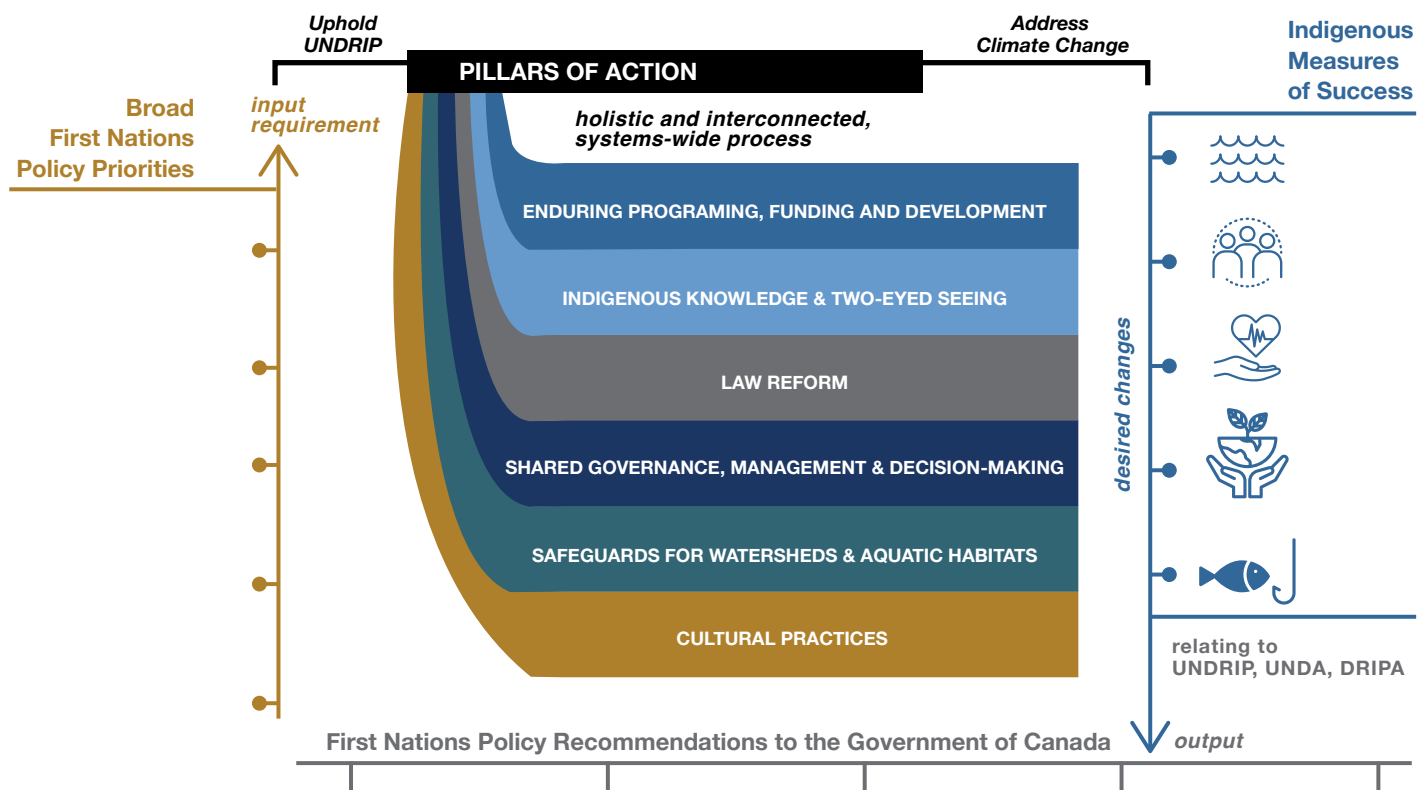 Uphold
UNDRIP
Address
Climate Change
Indigenous
Measures
of Success
PILLARS OF ACTION
Broad
First Nations
Policy Priorities
input
requirement
holistic and interconnected,
systems-wide process
ENDURING PROGRAMING, FUNDING AND DEVELOPMENT
INDIGENOUS KNOWLEDGE & TWO-EYED SEEING
LAW REFORM
SHARED GOVERNANCE, MANAGEMENT & DECISION-MAKING
SAFEGUARDS FOR WATERSHEDS & AQUATIC HABITATS
CULTURAL PRACTICES
desired changes
relating to
UNDRIP, UNDA, DRIPA
output
First Nations Policy Recommendations to the Government of Canada